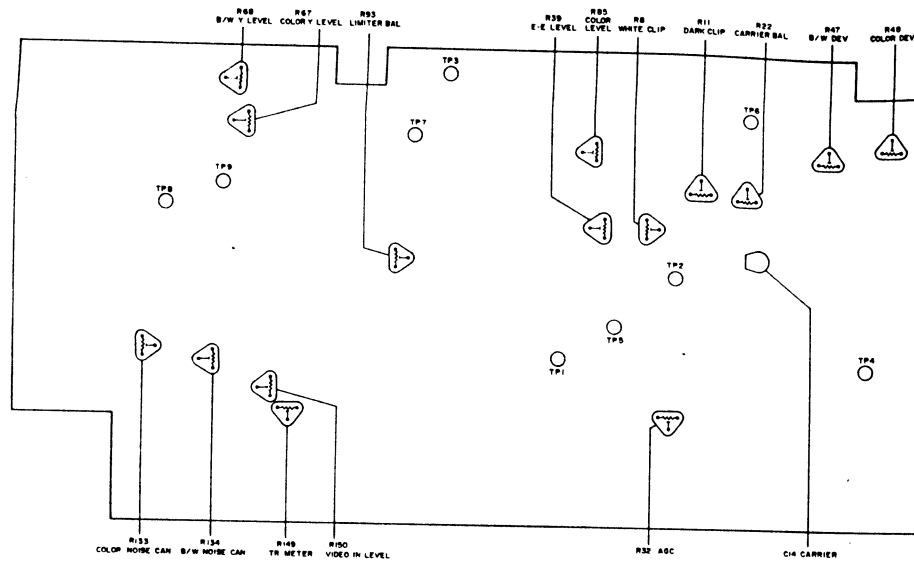 R68
B/W Y LEVEL
R67
COLOR Y LEVEL
R93
LIMITER BAL
R39
E-E LEVEL
R85
COLOR
LEVEL
R8
WHITE CLIP
R11
DARK CLIP
R22
CARRIER BAL
R47
B/W DEV
R48
COLOR DEV
TP3
TP7
TP6
TP9
TP8
TP2
TP5
TP1
TP4
R133
COLOR NOISE CAN
R134
B/W NOISE CAN
R149
TR METER
R150
VIDEO IN LEVEL
R32 AGC
C14 CARRIER